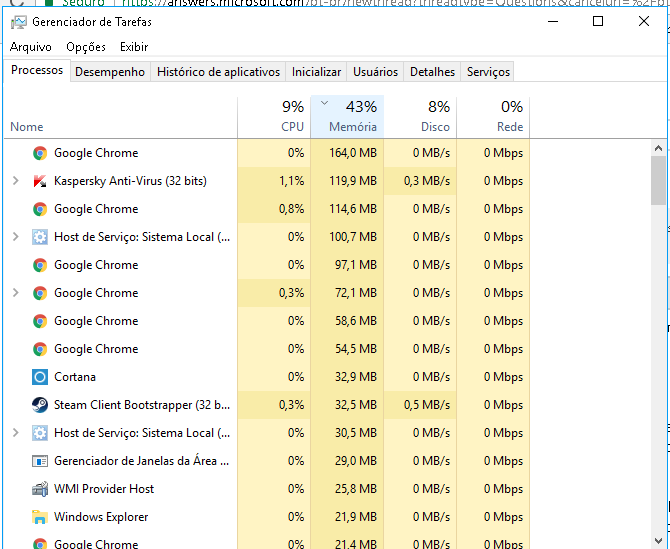 Seguro https://answers.microsoft.com/pt-br/newthread?threadtype=Questions&cancelurl=%2Fb
Gerenciador de Tarefas
Arquivo Opções Exibir
Processos Desempenho Histórico de aplicativos Inicializar Usuários Detalhes Serviços
9% 43% 8% 0%
Nome CPU Memória Disco Rede
Google Chrome 0% 164,0 MB 0 MB/s 0 Mbps
Kaspersky Anti-Virus (32 bits) 1,1% 119,9 MB 0,3 MB/s 0 Mbps
Google Chrome 0,8% 114,6 MB 0 MB/s 0 Mbps
Host de Serviço: Sistema Local (... 0% 100,7 MB 0 MB/s 0 Mbps
Google Chrome 0% 97,1 MB 0 MB/s 0 Mbps
Google Chrome 0,3% 72,1 MB 0 MB/s 0 Mbps
Google Chrome 0% 58,6 MB 0 MB/s 0 Mbps
Google Chrome 0% 54,5 MB 0 MB/s 0 Mbps
Cortana 0% 32,9 MB 0 MB/s 0 Mbps
Steam Client Bootstrapper (32 b... 0,3% 32,5 MB 0,5 MB/s 0 Mbps
Host de Serviço: Sistema Local (... 0% 30,5 MB 0 MB/s 0 Mbps
Gerenciador de Janelas da Área ... 0% 29,0 MB 0 MB/s 0 Mbps
WMI Provider Host 0% 25,8 MB 0 MB/s 0 Mbps
Windows Explorer 0% 21,9 MB 0 MB/s 0 Mbps
Google Chrome 0% 21,4 MB 0 MB/s 0 Mbps